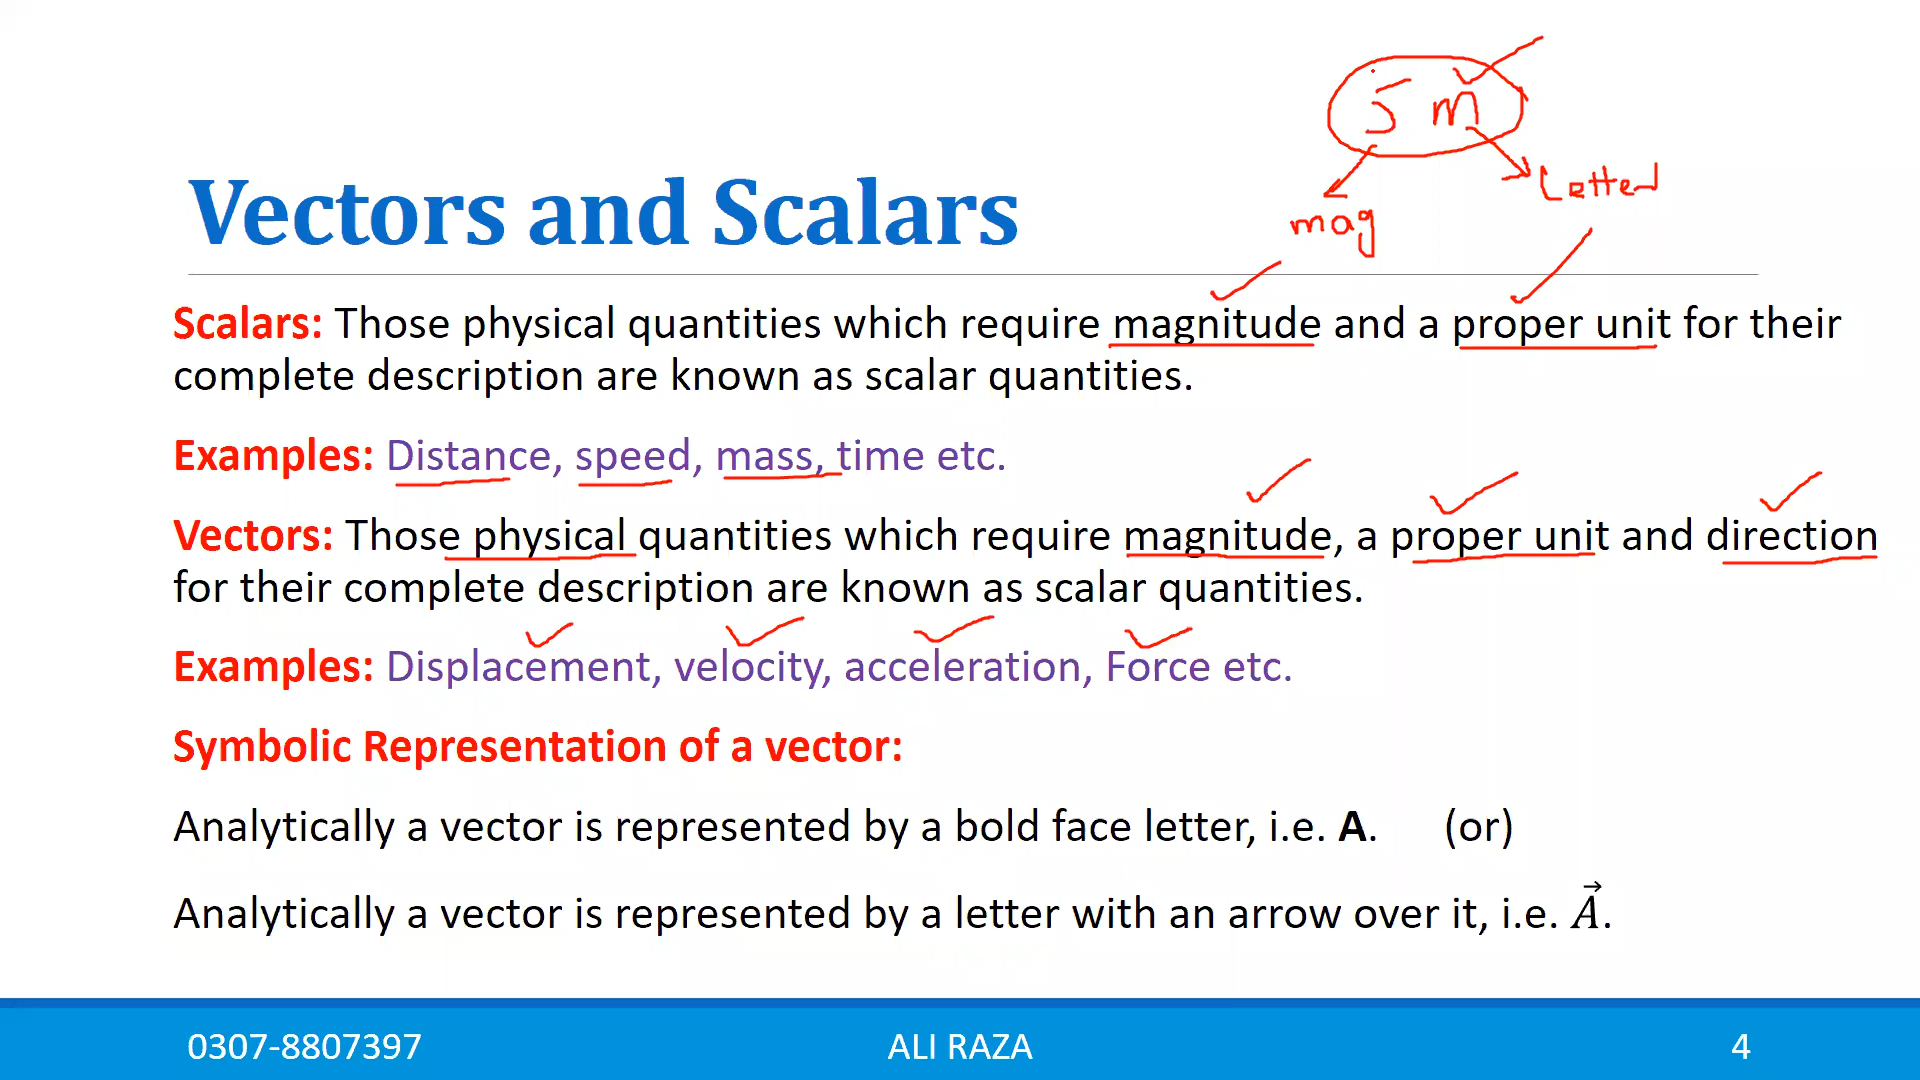 5 m
Letter
mag
Vectors and Scalars
Scalars: Those physical quantities which require magnitude and a proper unit for their
complete description are known as scalar quantities.
Examples: Distance, speed, mass, time etc.
Vectors: Those physical quantities which require magnitude, a proper unit and direction
for their complete description are known as scalar quantities.
Examples: Displacement, velocity, acceleration, Force etc.
Symbolic Representation of a vector:
Analytically a vector is represented by a bold face letter, i.e. A. (or)
Analytically a vector is represented by a letter with an arrow over it, i.e. A⃗.
0307-8807397 ALI RAZA 4